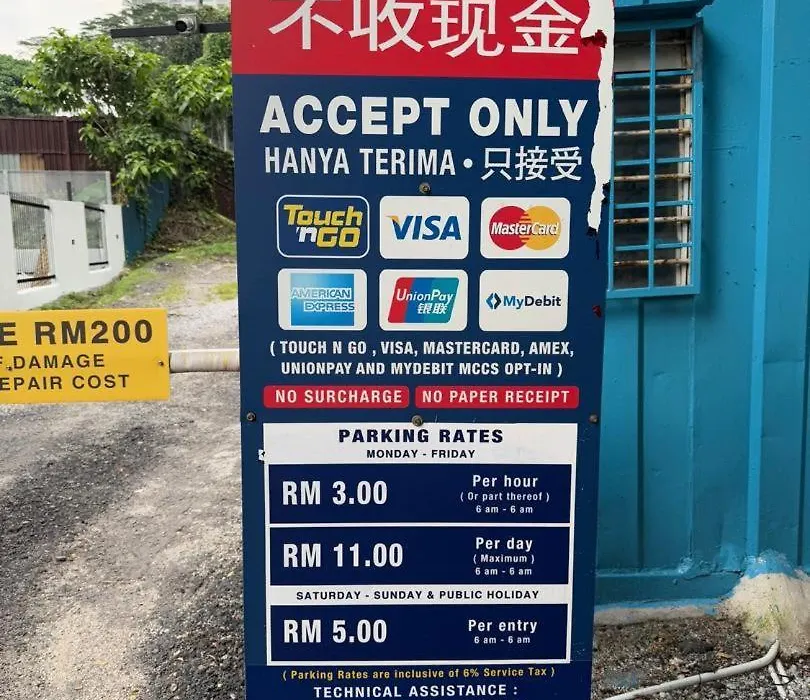 不收现金
ACCEPT ONLY
HANYA TERIMA • 只接受
Touch 'nGO
VISA
MasterCard
AMERICAN EXPRESS
UnionPay 银联
MyDebit
( TOUCH N GO , VISA, MASTERCARD, AMEX,
UNIONPAY AND MYDEBIT MCCS OPT-IN )
NO SURCHARGE
NO PAPER RECEIPT
PARKING RATES
MONDAY - FRIDAY
RM 3.00
Per hour
( Or part thereof )
6 am - 6 am
RM 11.00
Per day
( Maximum )
6 am - 6 am
SATURDAY - SUNDAY & PUBLIC HOLIDAY
RM 5.00
Per entry
6 am - 6 am
( Parking Rates are inclusive of 6% Service Tax )
TECHNICAL ASSISTANCE :
E RM200
F DAMAGE
EPAIR COST